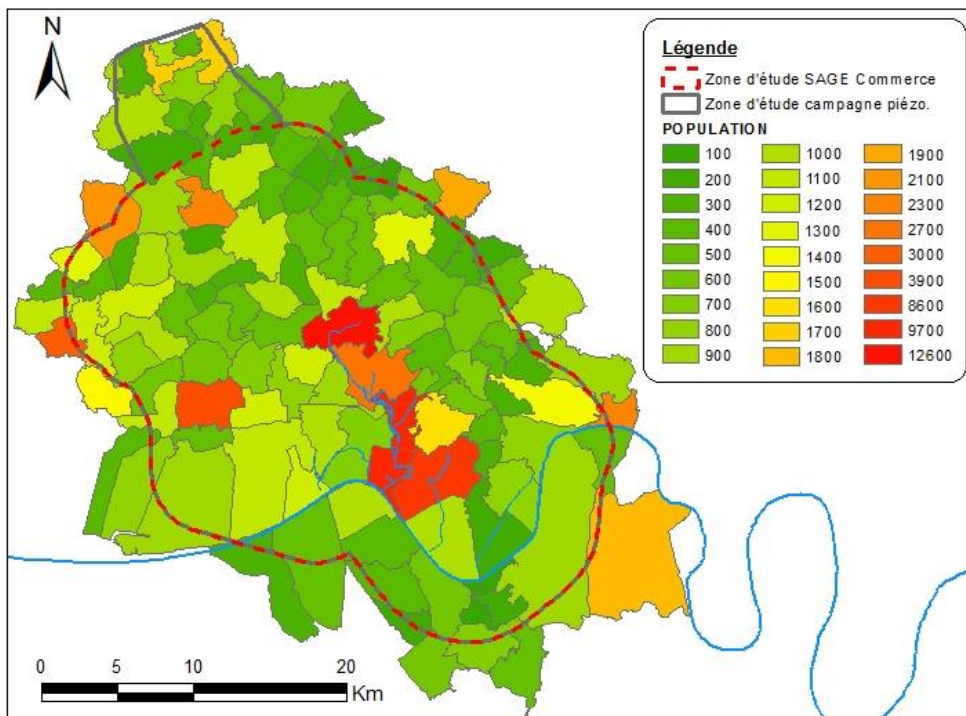 N
Légende
Zone d'étude SAGE Commerce
Zone d'étude campagne piézo.
POPULATION
100 1000 1900
200 1100 2100
300 1200 2300
400 1300 2700
500 1400 3000
600 1500 3900
700 1600 8600
800 1700 9700
900 1800 12600
0 5 10 20
Km